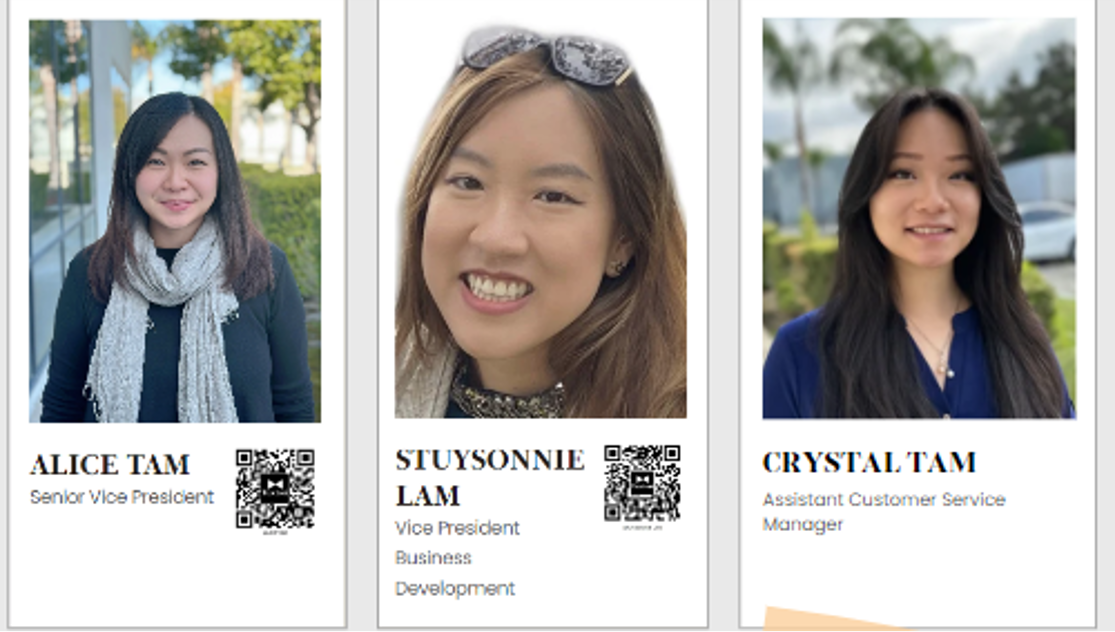 ALICE TAM
Senior Vice President
STUYSONNIE
LAM
Vice President
Business
Development
CRYSTAL TAM
Assistant Customer Service
Manager